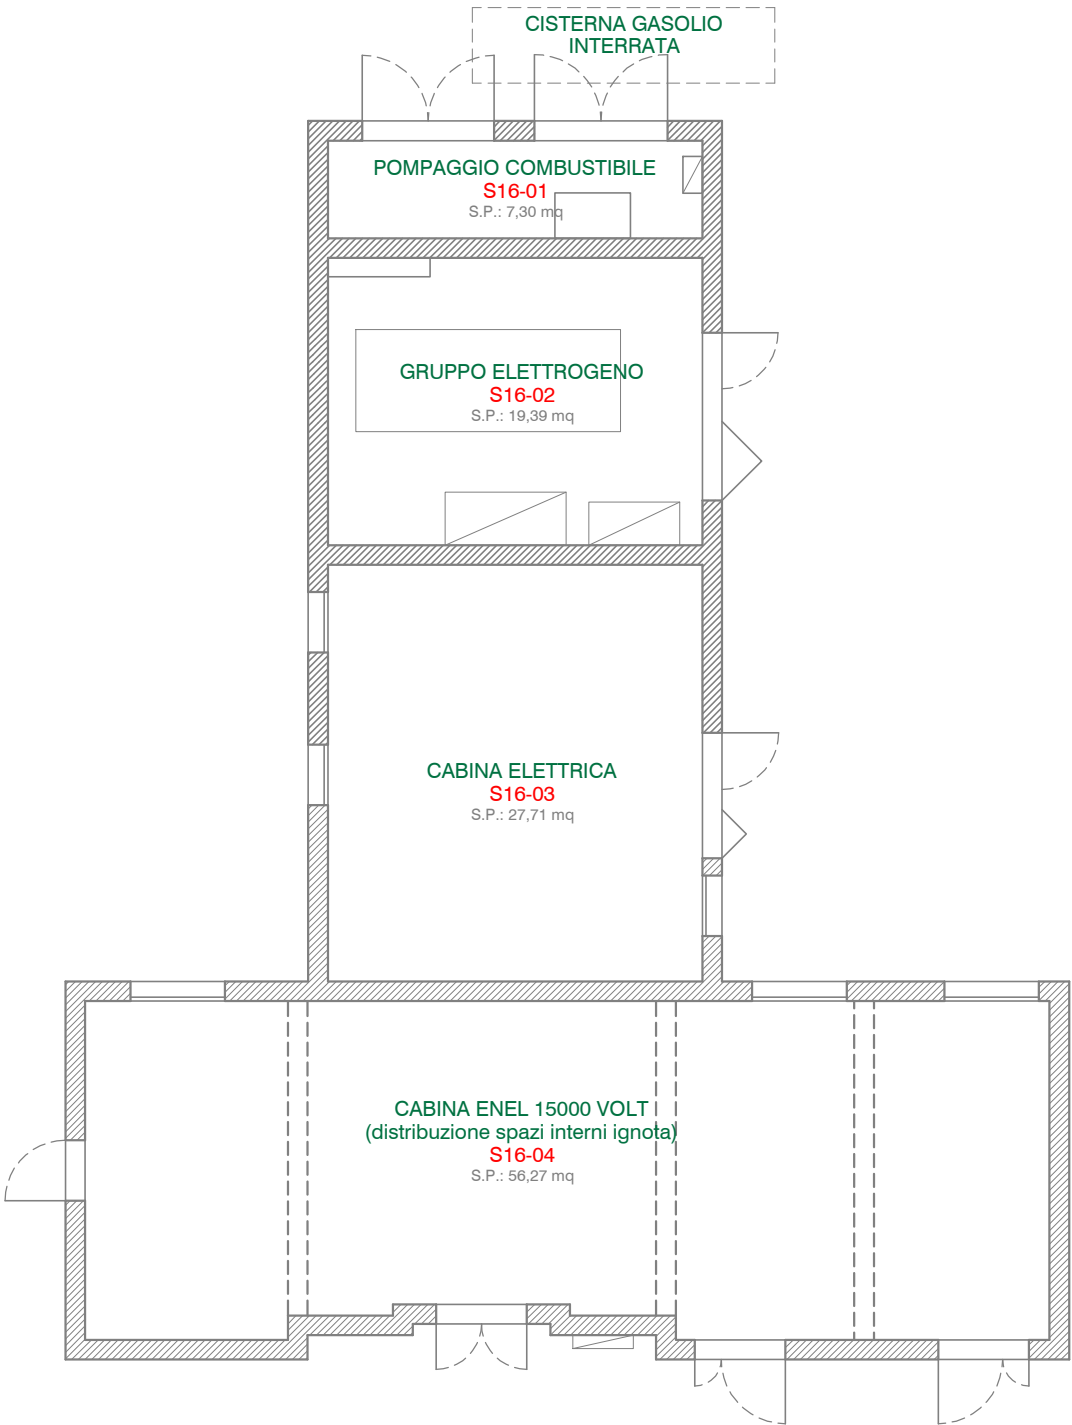 CISTERNA GASOLIO
INTERRATA
POMPAGGIO COMBUSTIBILE
S16-01
S.P.: 7,30 mq
GRUPPO ELETTROGENO
S16-02
S.P.: 19,39 mq
CABINA ELETTRICA
S16-03
S.P.: 27,71 mq
CABINA ENEL 15000 VOLT
(distribuzione spazi interni ignota)
S16-04
S.P.: 56,27 mq